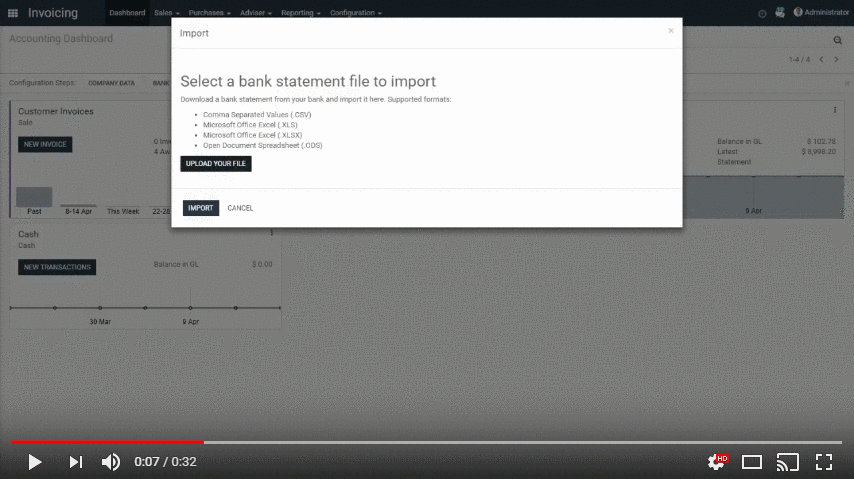 Invoicing
Dashboard Sales Purchases Adviser Reporting Configuration
Administrator
Accounting Dashboard
1-4 / 4
Configuration Steps: COMPANY DATA BANK
Import
×
Select a bank statement file to import
Download a bank statement from your bank and import it here. Supported formats:
• Comma Separated Values (.CSV)
• Microsoft Office Excel (.XLS)
• Microsoft Office Excel (.XLSX)
• Open Document Spreadsheet (.ODS)
UPLOAD YOUR FILE
IMPORT CANCEL
Customer Invoices
Sale
NEW INVOICE
0 Inv
4 Aw
Past 8-14 Apr This Week 22-28
Balance in GL $ 102.78
Latest $ 8,998.20
Statement
9 Apr
Cash
Cash
NEW TRANSACTIONS
Balance in GL $ 0.00
30 Mar 9 Apr
0:07 / 0:32
HD